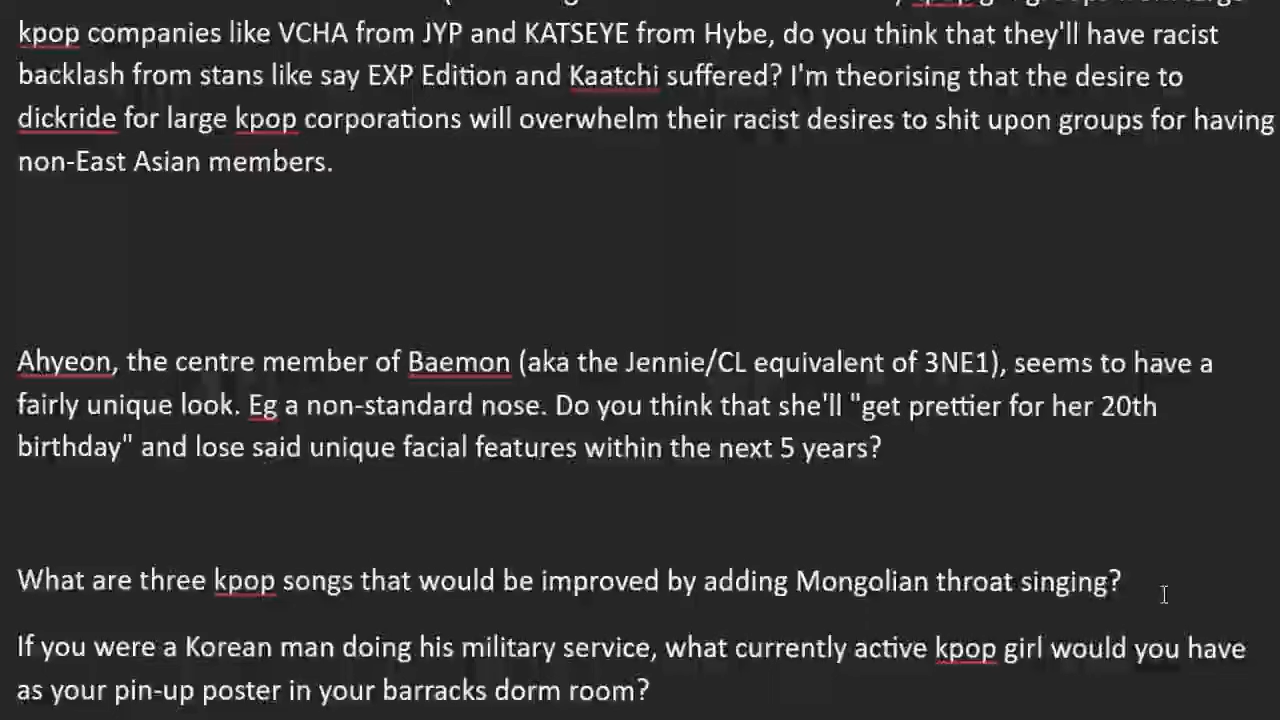 kpop companies like VCHA from JYP and KATSEYE from Hybe, do you think that they'll have racist
backlash from stans like say EXP Edition and Kaatchi suffered? I'm theorising that the desire to
dickride for large kpop corporations will overwhelm their racist desires to shit upon groups for having
non-East Asian members.
Ahyeon, the centre member of Baemon (aka the Jennie/CL equivalent of 3NE1), seems to have a
fairly unique look. Eg a non-standard nose. Do you think that she'll "get prettier for her 20th
birthday" and lose said unique facial features within the next 5 years?
What are three kpop songs that would be improved by adding Mongolian throat singing?
If you were a Korean man doing his military service, what currently active kpop girl would you have
as your pin-up poster in your barracks dorm room?